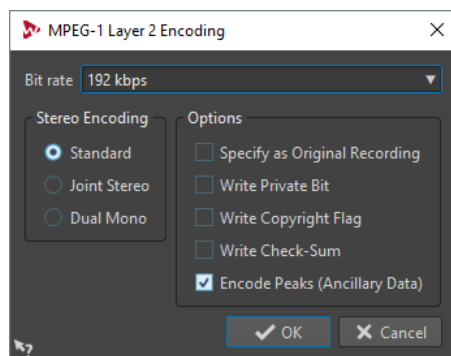 MPEG-1 Layer 2 Encoding
Bit rate 192 kbps
Stereo Encoding
Standard
Joint Stereo
Dual Mono
Options
Specify as Original Recording
Write Private Bit
Write Copyright Flag
Write Check-Sum
Encode Peaks (Ancillary Data)
OK Cancel
?